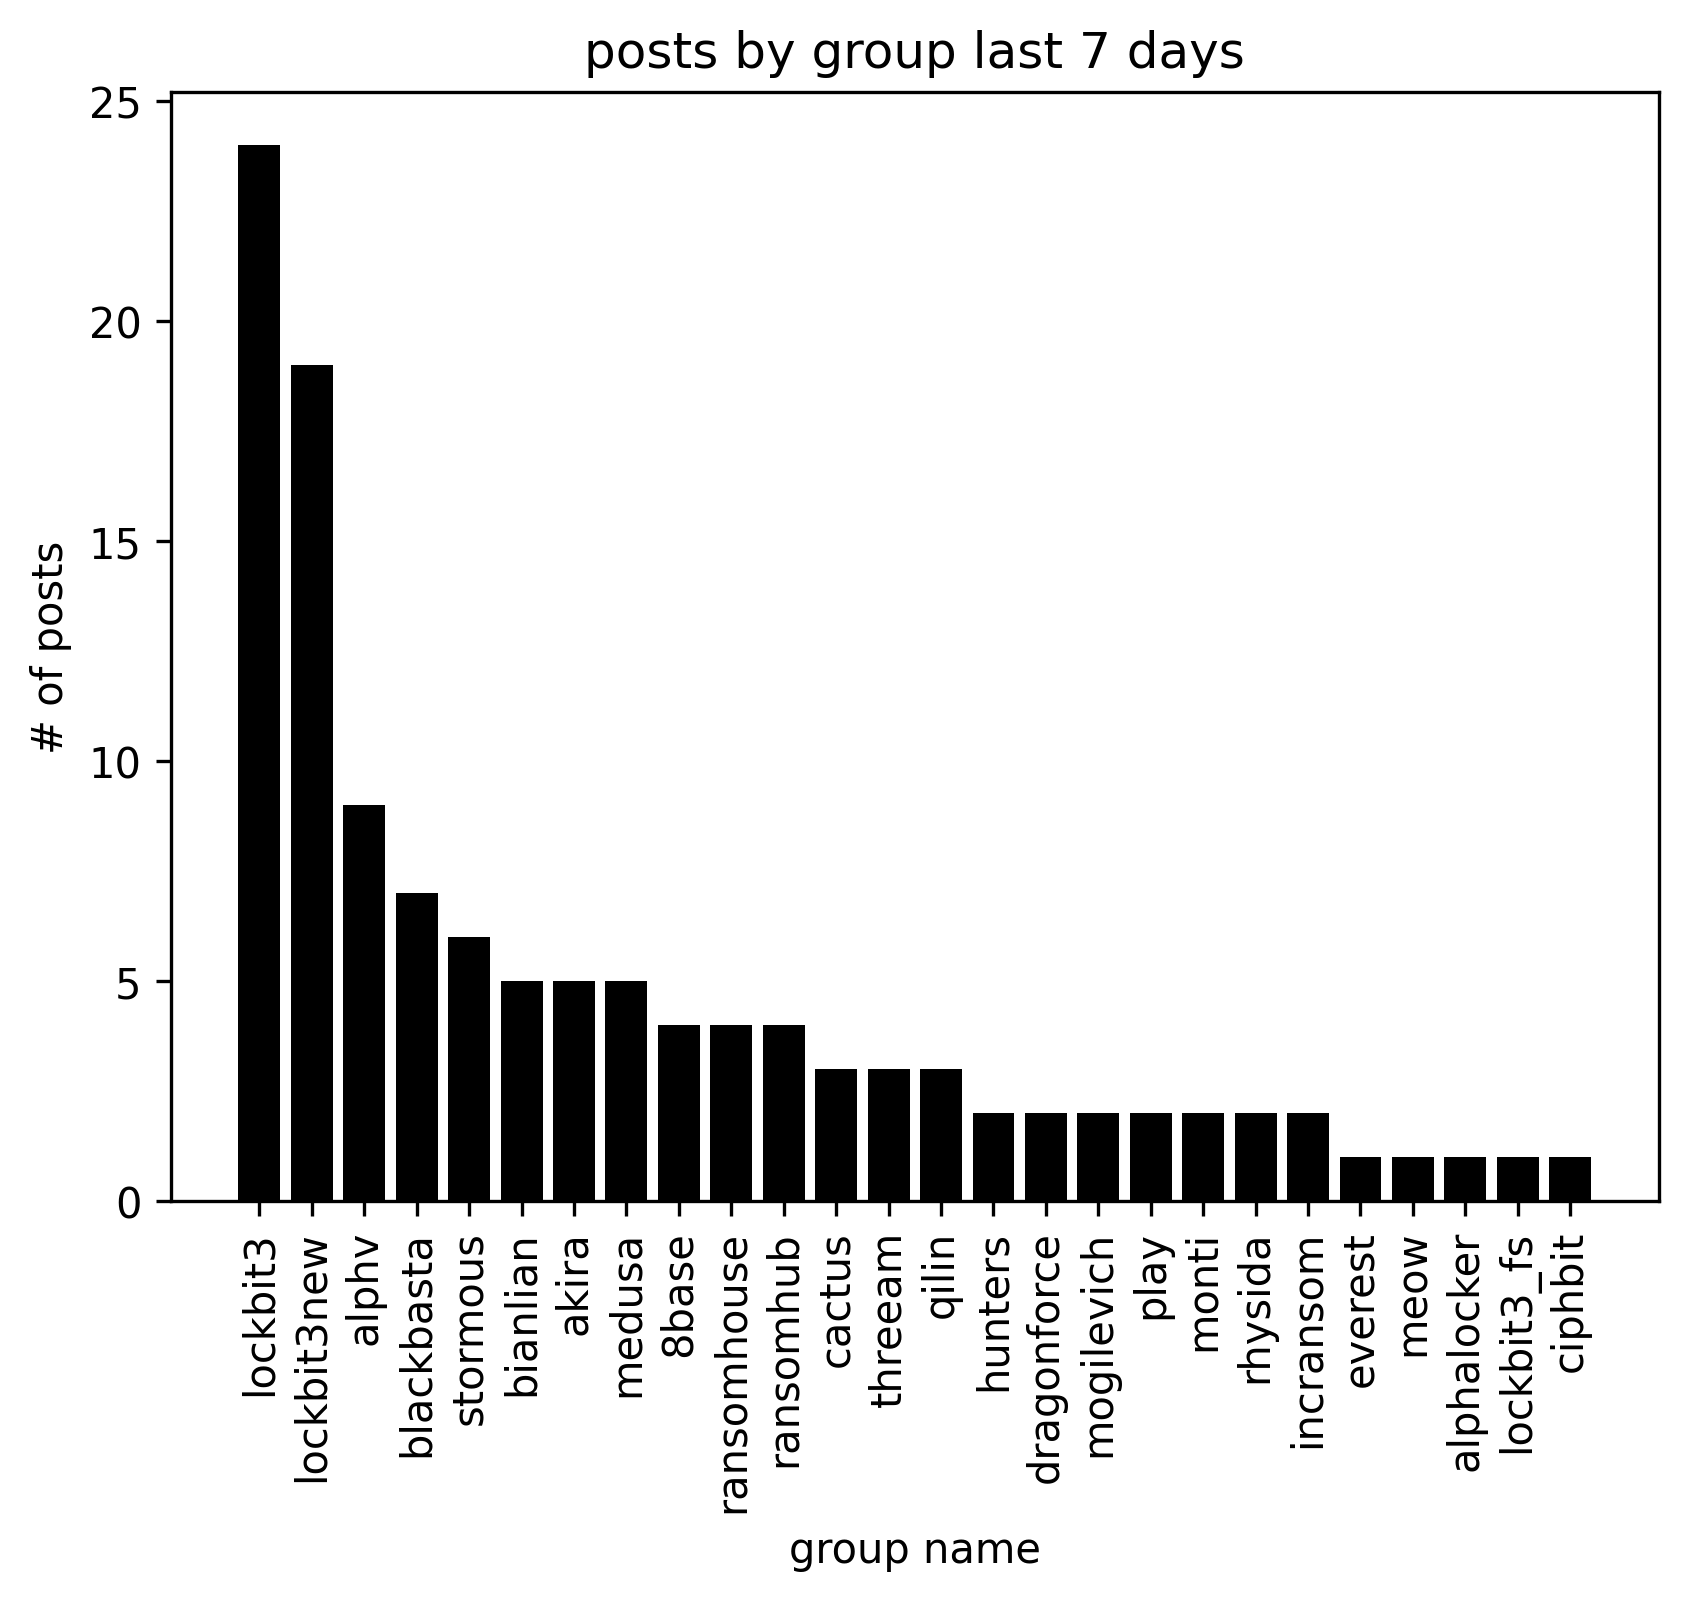 posts by group last 7 days
25
20
15
10
5
0
# of posts
lockbit3
lockbit3new
alphv
blackbasta
stormous
bianlian
akira
medusa
8base
ransomhouse
ransomhub
cactus
threeam
qilin
hunters
dragonforce
mogilevich
play
monti
rhysida
incransom
everest
meow
alphalocker
lockbit3_fs
ciphbit
group name